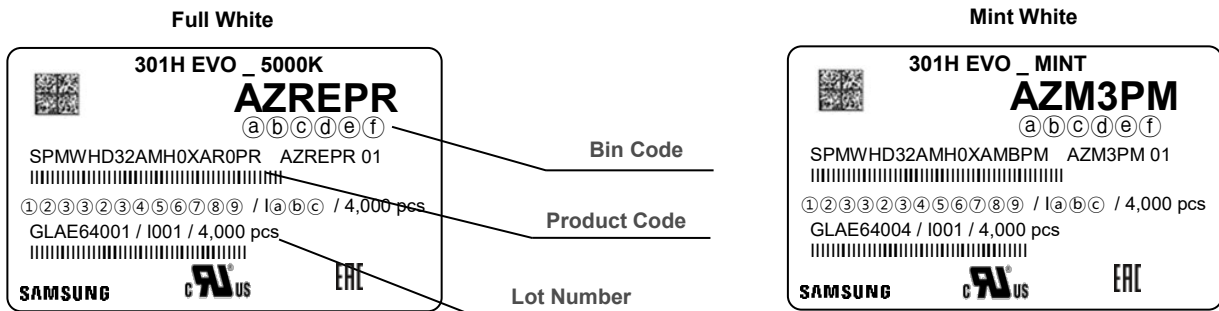 Full White
301H EVO _ 5000K
AZREPR
ⓐⓑⓒⓓⓔⓕ
SPMWHD32AMH0XAR0PR AZREPR 01
①②③③②③④⑤⑥⑦⑧⑨ / Iⓐⓑⓒ / 4,000 pcs
GLAE64001 / I001 / 4,000 pcs
SAMSUNG
c RU US
EAC
Bin Code
Product Code
Lot Number
Mint White
301H EVO _ MINT
AZM3PM
ⓐⓑⓒⓓⓔⓕ
SPMWHD32AMH0XAMBPM AZM3PM 01
①②③③②③④⑤⑥⑦⑧⑨ / Iⓐⓑⓒ / 4,000 pcs
GLAE64004 / I001 / 4,000 pcs
SAMSUNG
c RU US
EAC